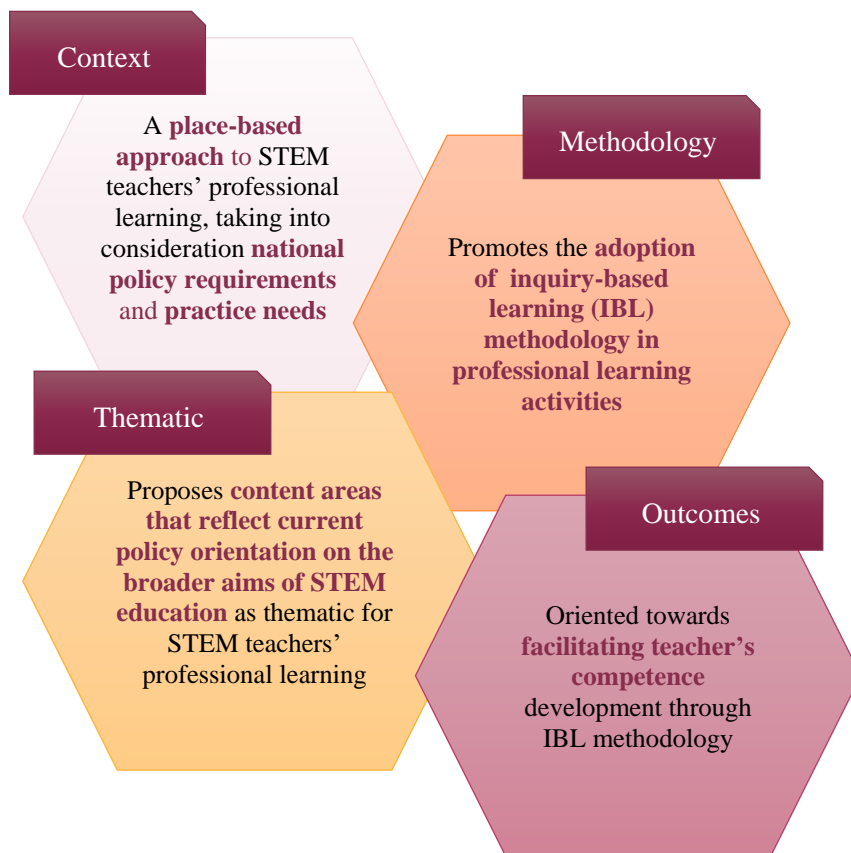 Context
A place-based
approach to STEM
teachers’ professional
learning, taking into
consideration national
policy requirements
and practice needs
Methodology
Promotes the adoption
of inquiry-based
learning (IBL)
methodology in
professional learning
activities
Thematic
Proposes content areas
that reflect current
policy orientation on the
broader aims of STEM
education as thematic for
STEM teachers’
professional learning
Outcomes
Oriented towards
facilitating teacher’s
competence
development through
IBL methodology